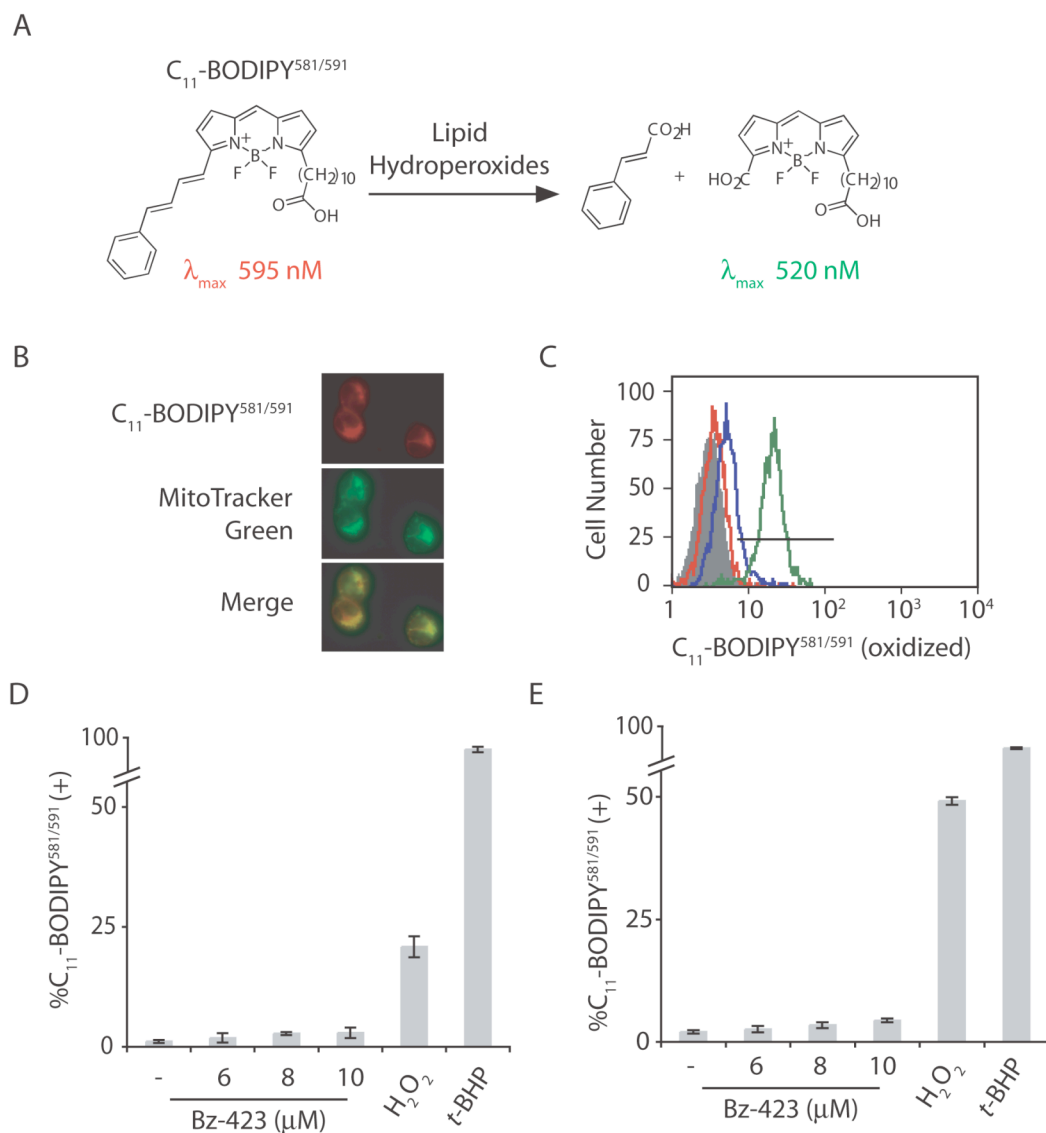 A
C₁₁-BODIPY⁵⁸¹/⁵⁹¹
N⁺ N
B
F F
(CH₂)₁₀
O
OH
λmax 595 nM
Lipid
Hydroperoxides
CO₂H
+
N⁺ N
B
HO₂C F F
(CH₂)₁₀
O
OH
λmax 520 nM
B
C₁₁-BODIPY⁵⁸¹/⁵⁹¹
MitoTracker
Green
Merge
C
Cell Number
100
75
50
25
0
1 10 10² 10³ 10⁴
C₁₁-BODIPY⁵⁸¹/⁵⁹¹ (oxidized)
D
%C₁₁-BODIPY⁵⁸¹/⁵⁹¹ (+)
100
50
25
0
- 6 8 10 H₂O₂ t-BHP
Bz-423 (μM)
E
%C₁₁-BODIPY⁵⁸¹/⁵⁹¹ (+)
100
50
25
0
- 6 8 10 H₂O₂ t-BHP
Bz-423 (μM)